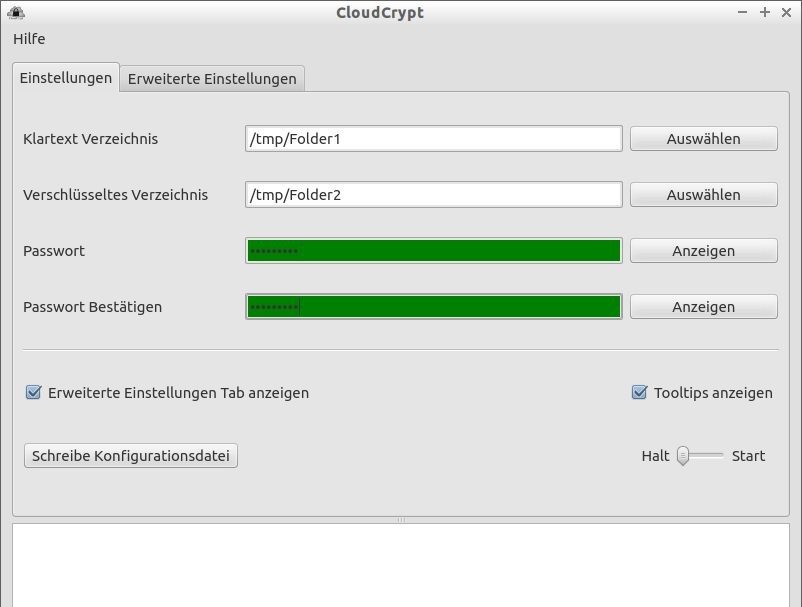 CloudCrypt
Hilfe
Einstellungen Erweiterte Einstellungen
Klartext Verzeichnis /tmp/Folder1 Auswählen
Verschlüsseltes Verzeichnis /tmp/Folder2 Auswählen
Passwort ••••••••• Anzeigen
Passwort Bestätigen ••••••••• Anzeigen
Erweiterte Einstellungen Tab anzeigen Tooltips anzeigen
Schreibe Konfigurationsdatei Halt Start